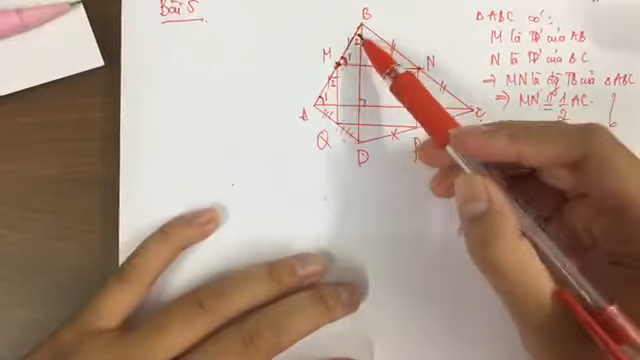 Bài 5
B
M
N
A
C
Q
D
ΔABC có:
M là TĐ của AB
N là TĐ của BC
⇒ MN là đg TB của ΔABC
⇒ MN = 1/2 AC.